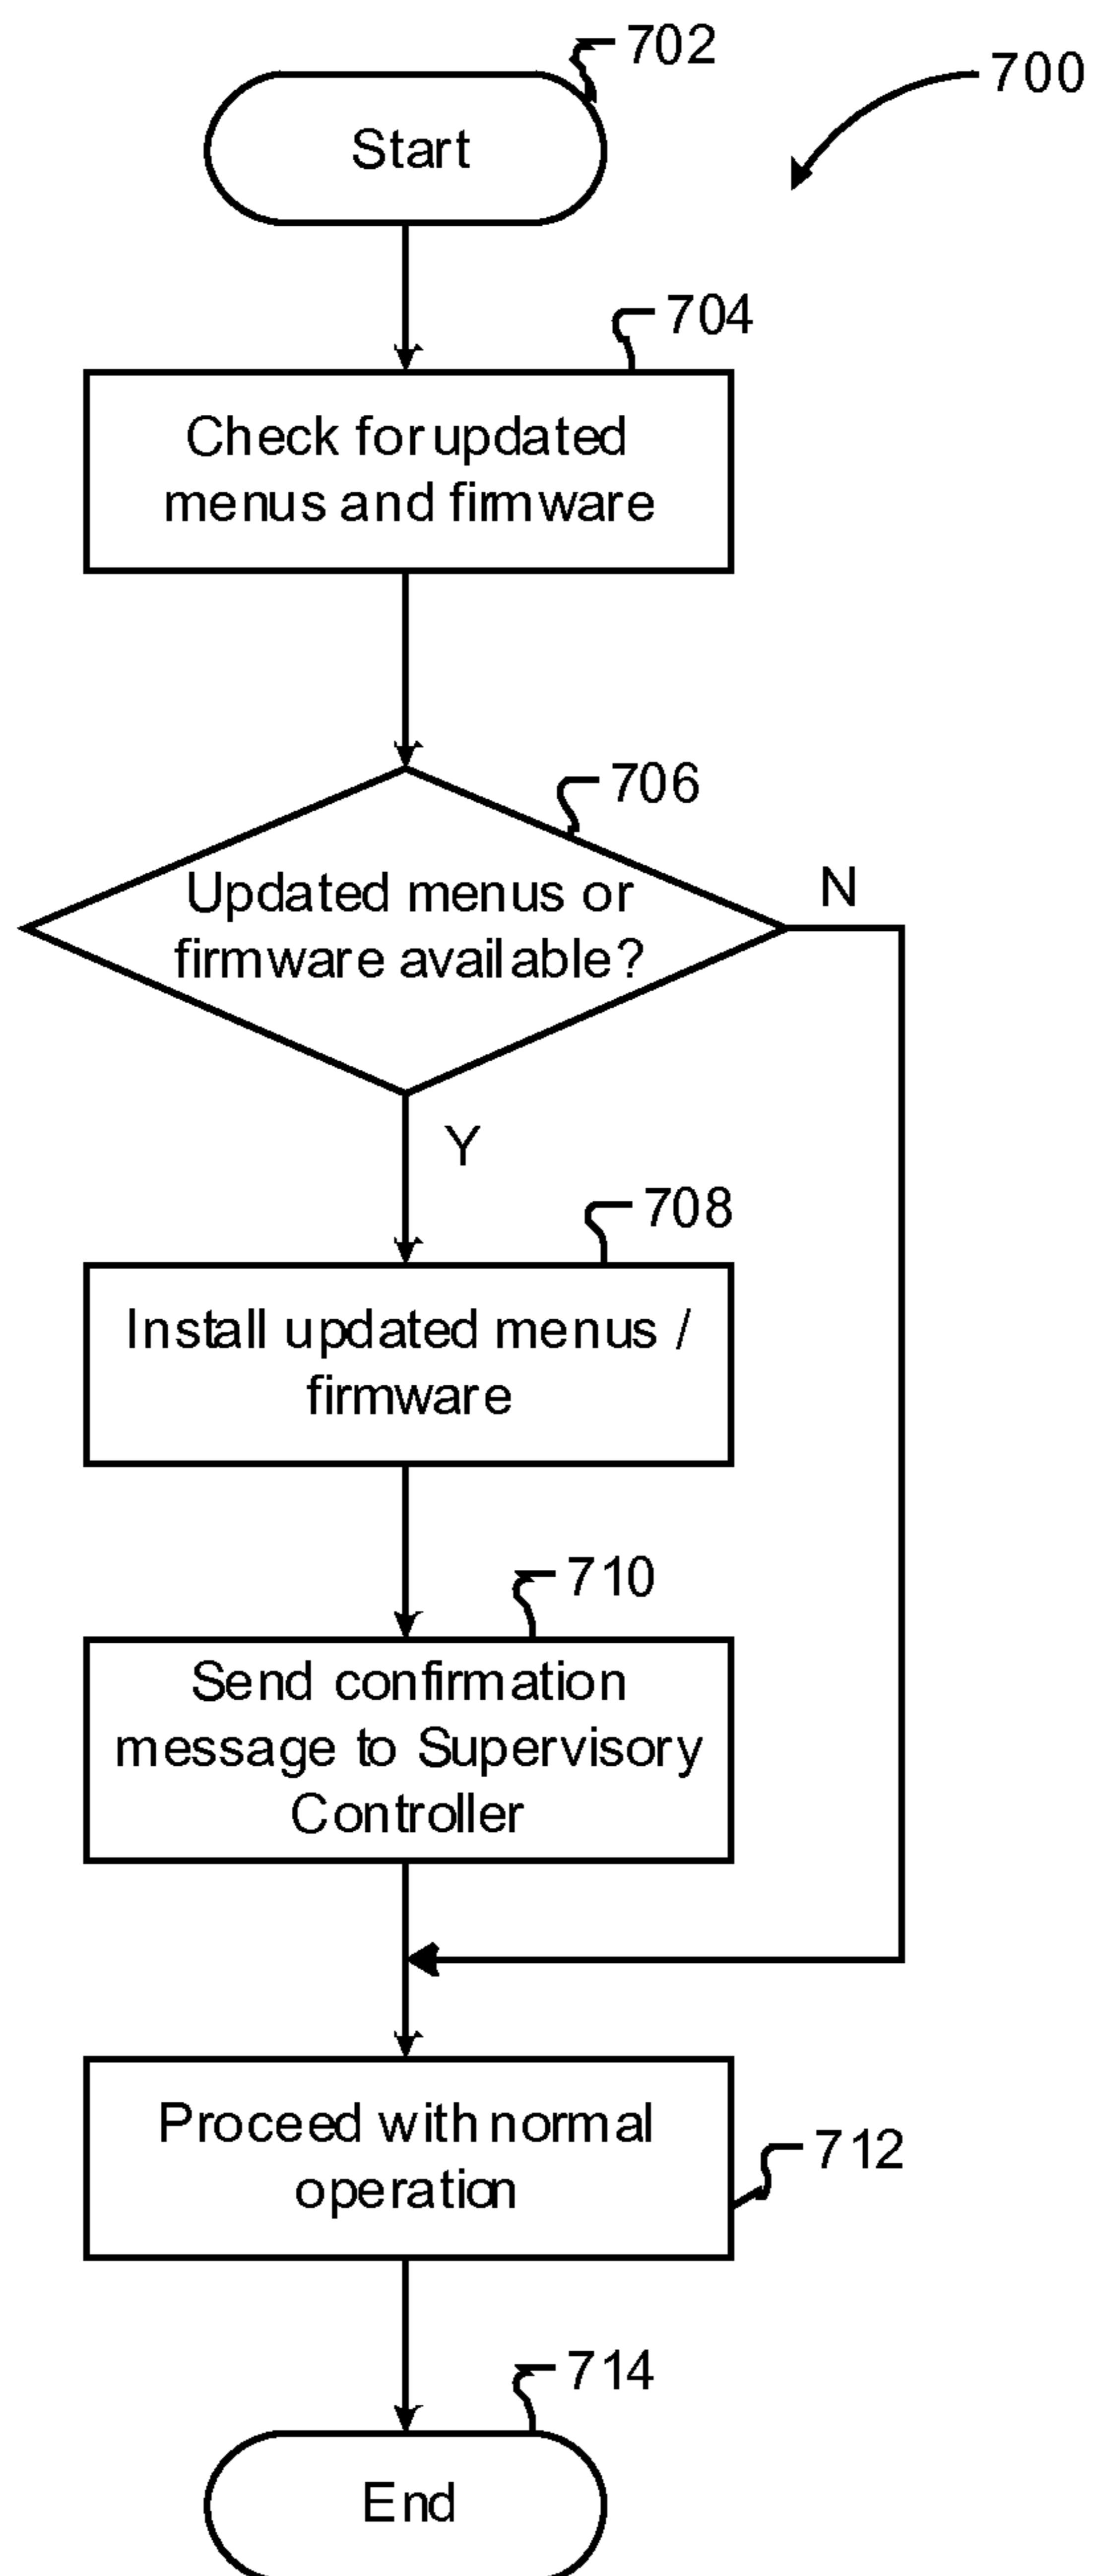 702
700
Start
704
Check for updated
menus and firmware
706
N
Updated menus or
firmware available?
Y
708
Install updated menus /
firmware
710
Send confirmation
message to Supervisory
Controller
Proceed with normal
operation
712
714
End